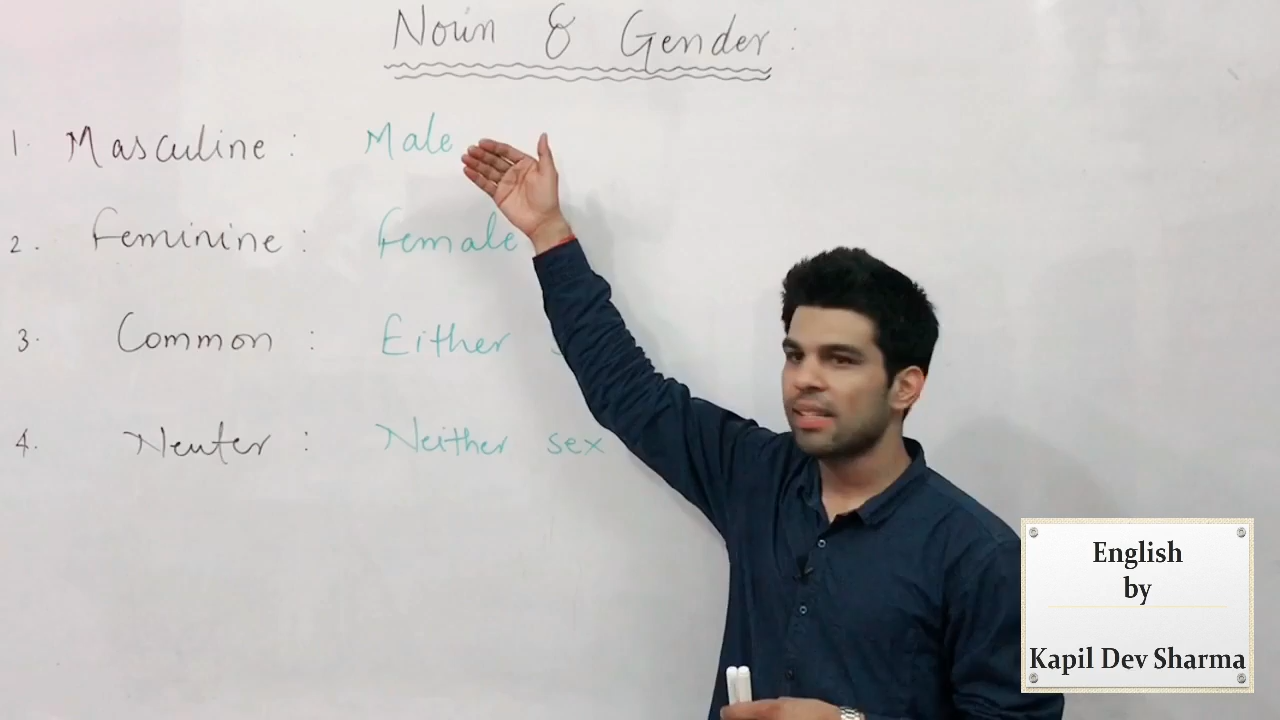 Noun & Gender :
1. Masculine : Male
2. Feminine : Female
3. Common : Either
4. Neuter : Neither sex
English
by
Kapil Dev Sharma